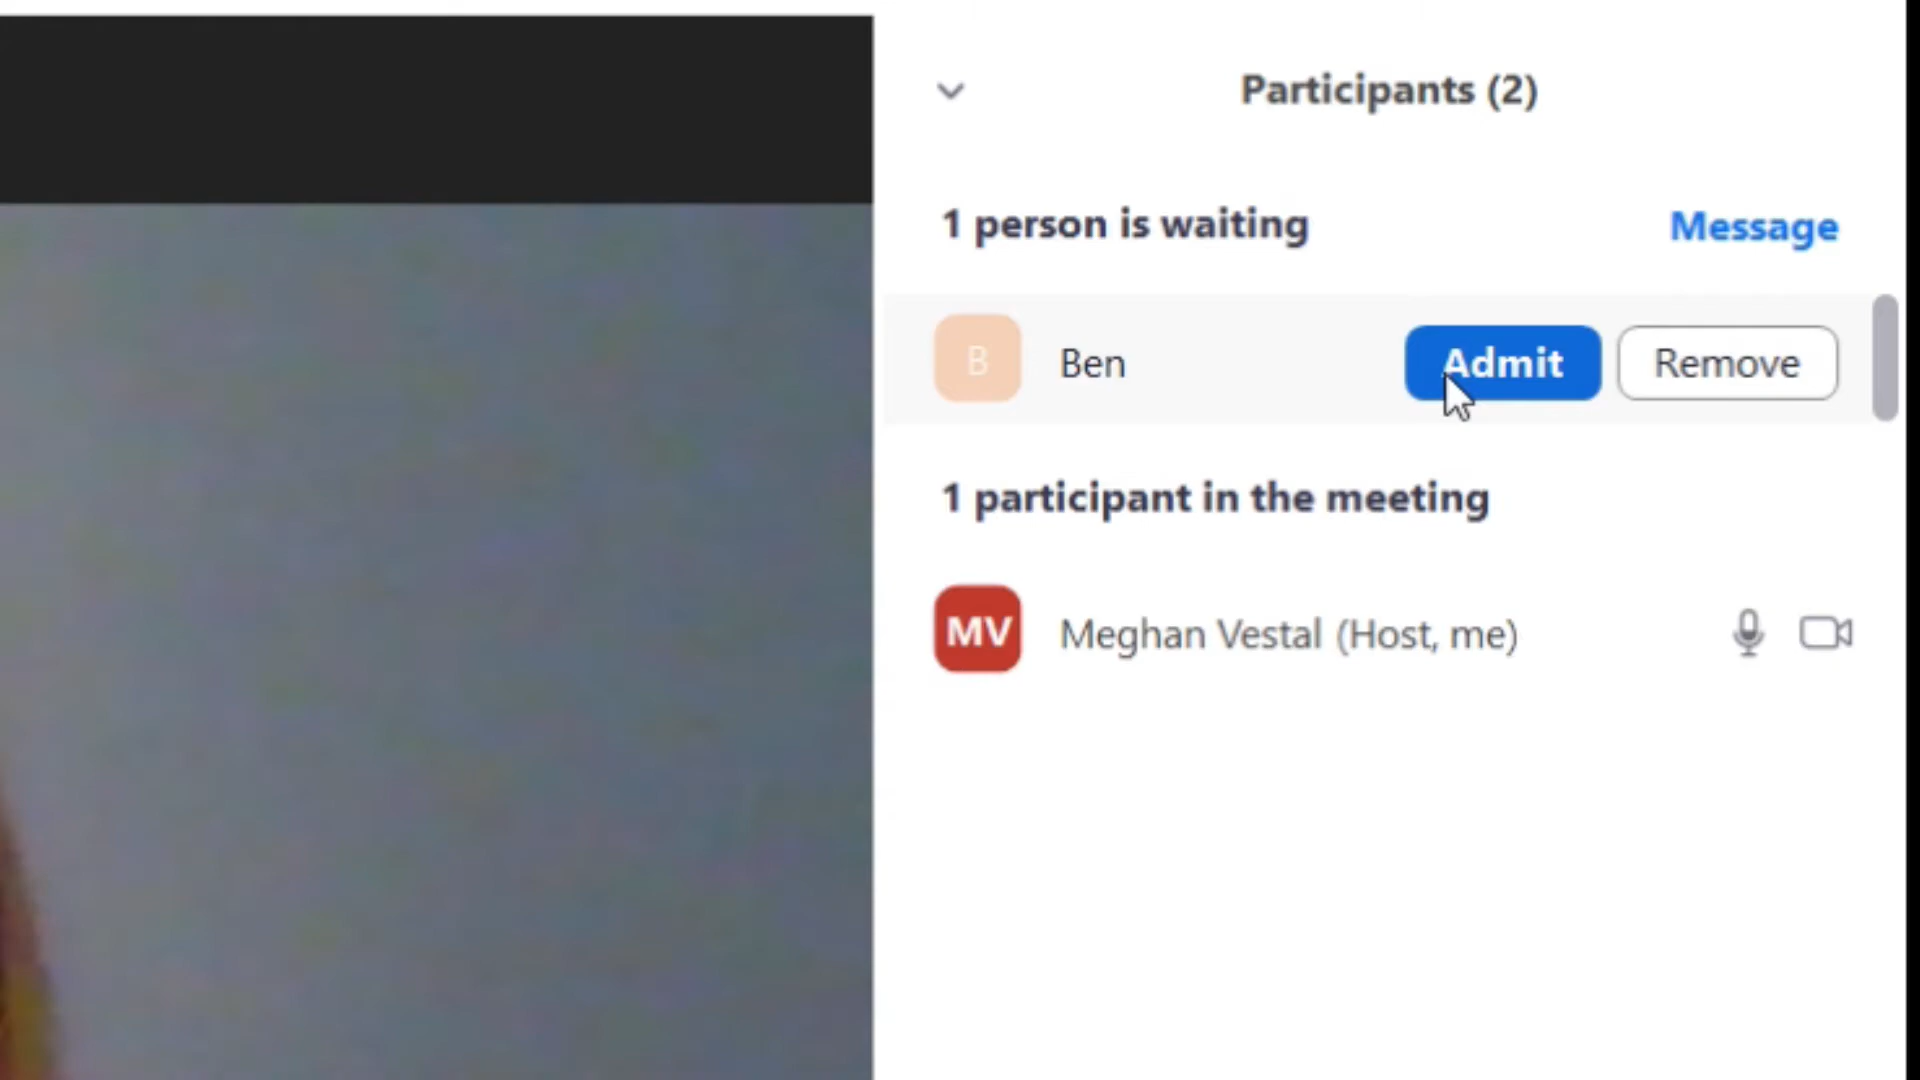 Participants (2)
1 person is waiting
Message
B
Ben
Admit
Remove
1 participant in the meeting
MV
Meghan Vestal (Host, me)